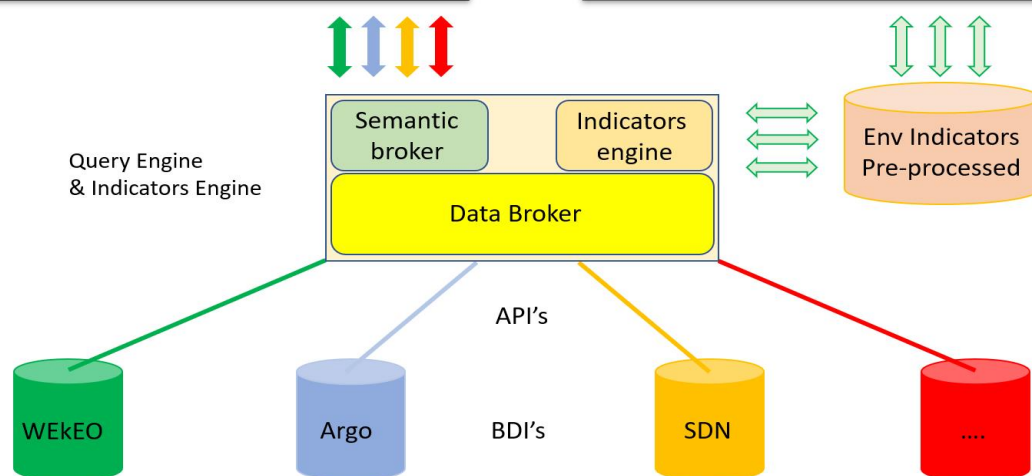 Semantic
broker
Indicators
engine
Env Indicators
Pre-processed
Query Engine
& Indicators Engine
Data Broker
API's
WEkEO
Argo
BDI's
SDN
....